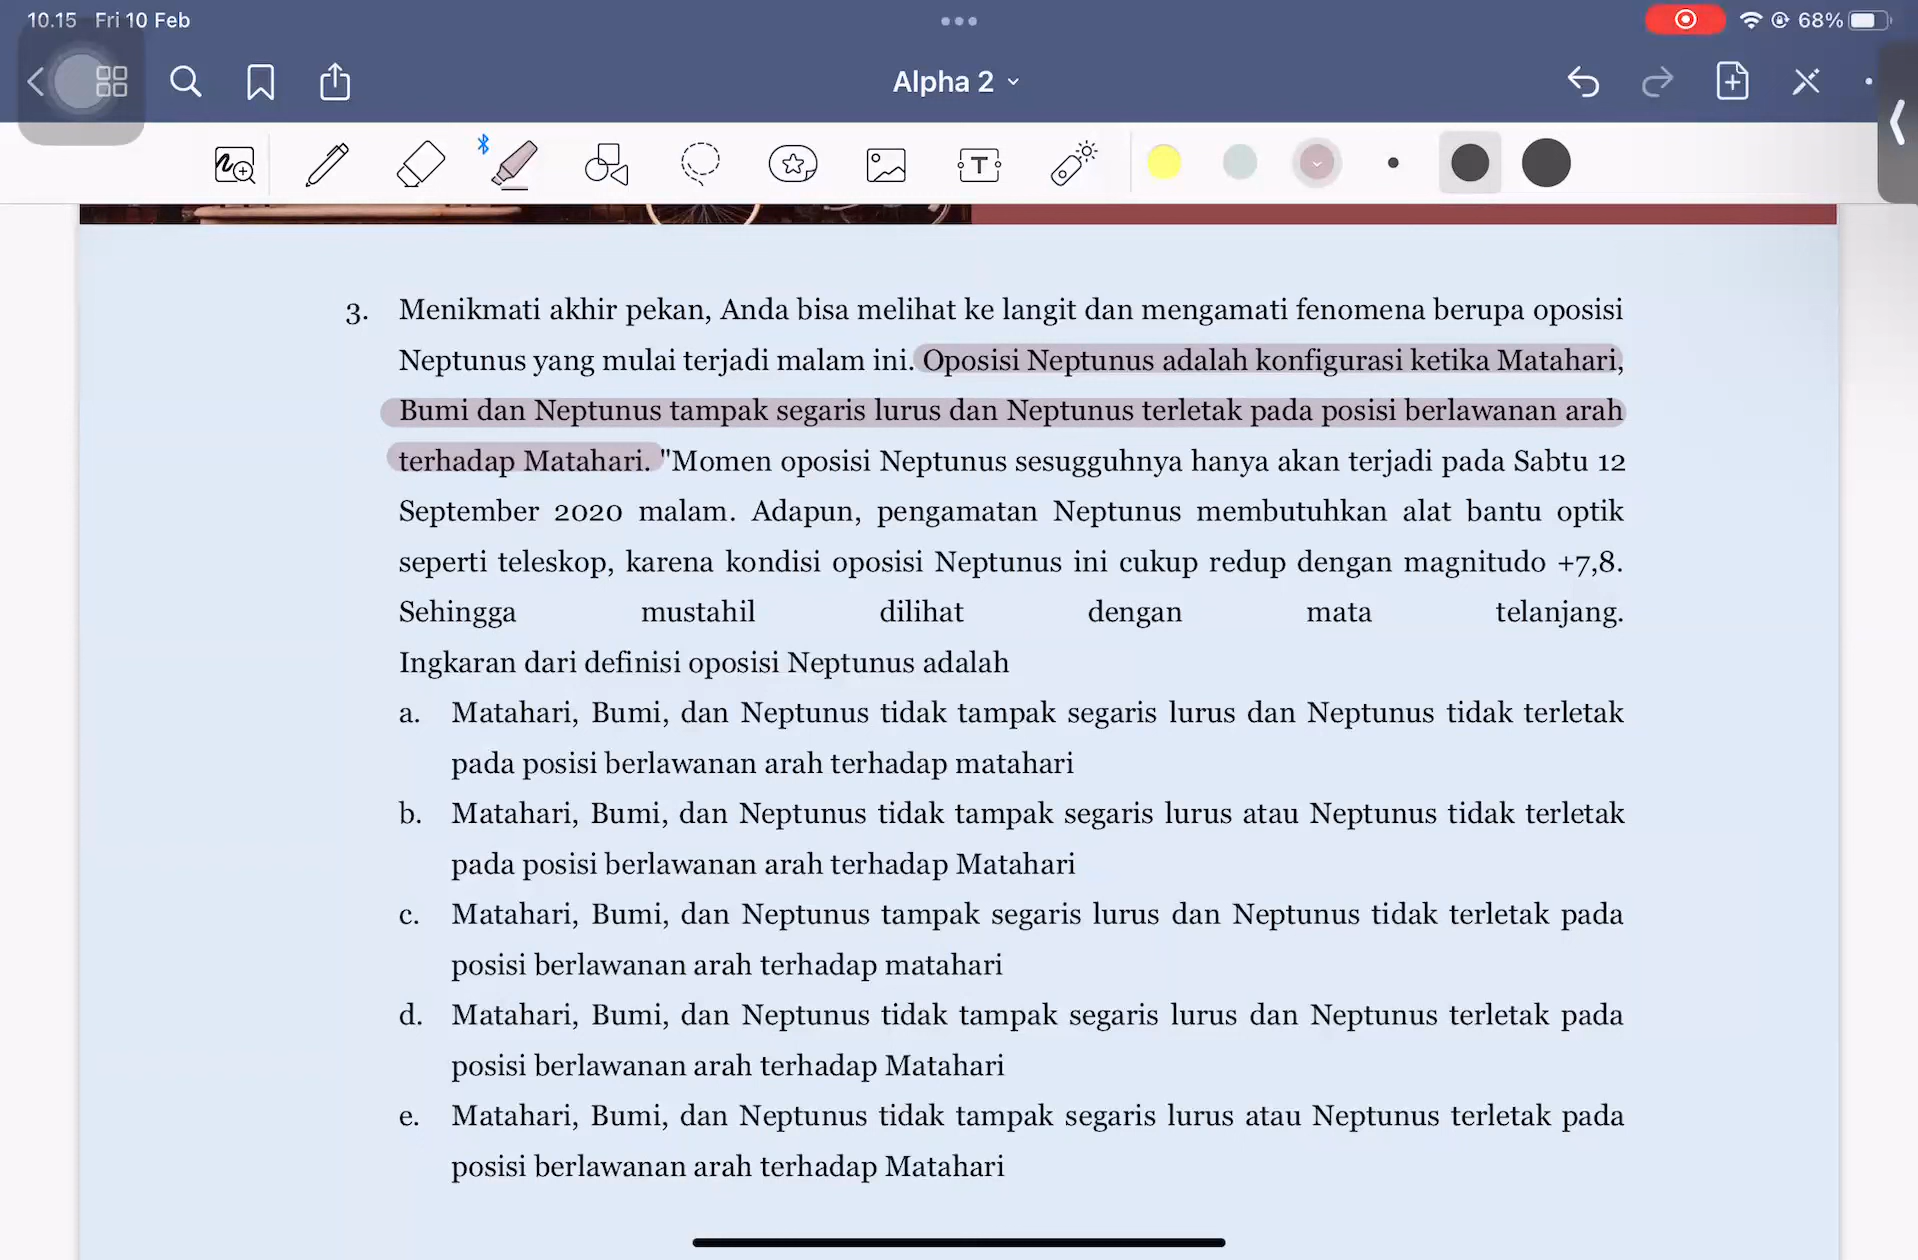 10.15 Fri 10 Feb
68%
Alpha 2
T
3. Menikmati akhir pekan, Anda bisa melihat ke langit dan mengamati fenomena berupa oposisi
Neptunus yang mulai terjadi malam ini. Oposisi Neptunus adalah konfigurasi ketika Matahari,
Bumi dan Neptunus tampak segaris lurus dan Neptunus terletak pada posisi berlawanan arah
terhadap Matahari. "Momen oposisi Neptunus sesugguhnya hanya akan terjadi pada Sabtu 12
September 2020 malam. Adapun, pengamatan Neptunus membutuhkan alat bantu optik
seperti teleskop, karena kondisi oposisi Neptunus ini cukup redup dengan magnitudo +7,8.
Sehingga mustahil dilihat dengan mata telanjang.
Ingkaran dari definisi oposisi Neptunus adalah
a. Matahari, Bumi, dan Neptunus tidak tampak segaris lurus dan Neptunus tidak terletak
pada posisi berlawanan arah terhadap matahari
b. Matahari, Bumi, dan Neptunus tidak tampak segaris lurus atau Neptunus tidak terletak
pada posisi berlawanan arah terhadap Matahari
c. Matahari, Bumi, dan Neptunus tampak segaris lurus dan Neptunus tidak terletak pada
posisi berlawanan arah terhadap matahari
d. Matahari, Bumi, dan Neptunus tidak tampak segaris lurus dan Neptunus terletak pada
posisi berlawanan arah terhadap Matahari
e. Matahari, Bumi, dan Neptunus tidak tampak segaris lurus atau Neptunus terletak pada
posisi berlawanan arah terhadap Matahari